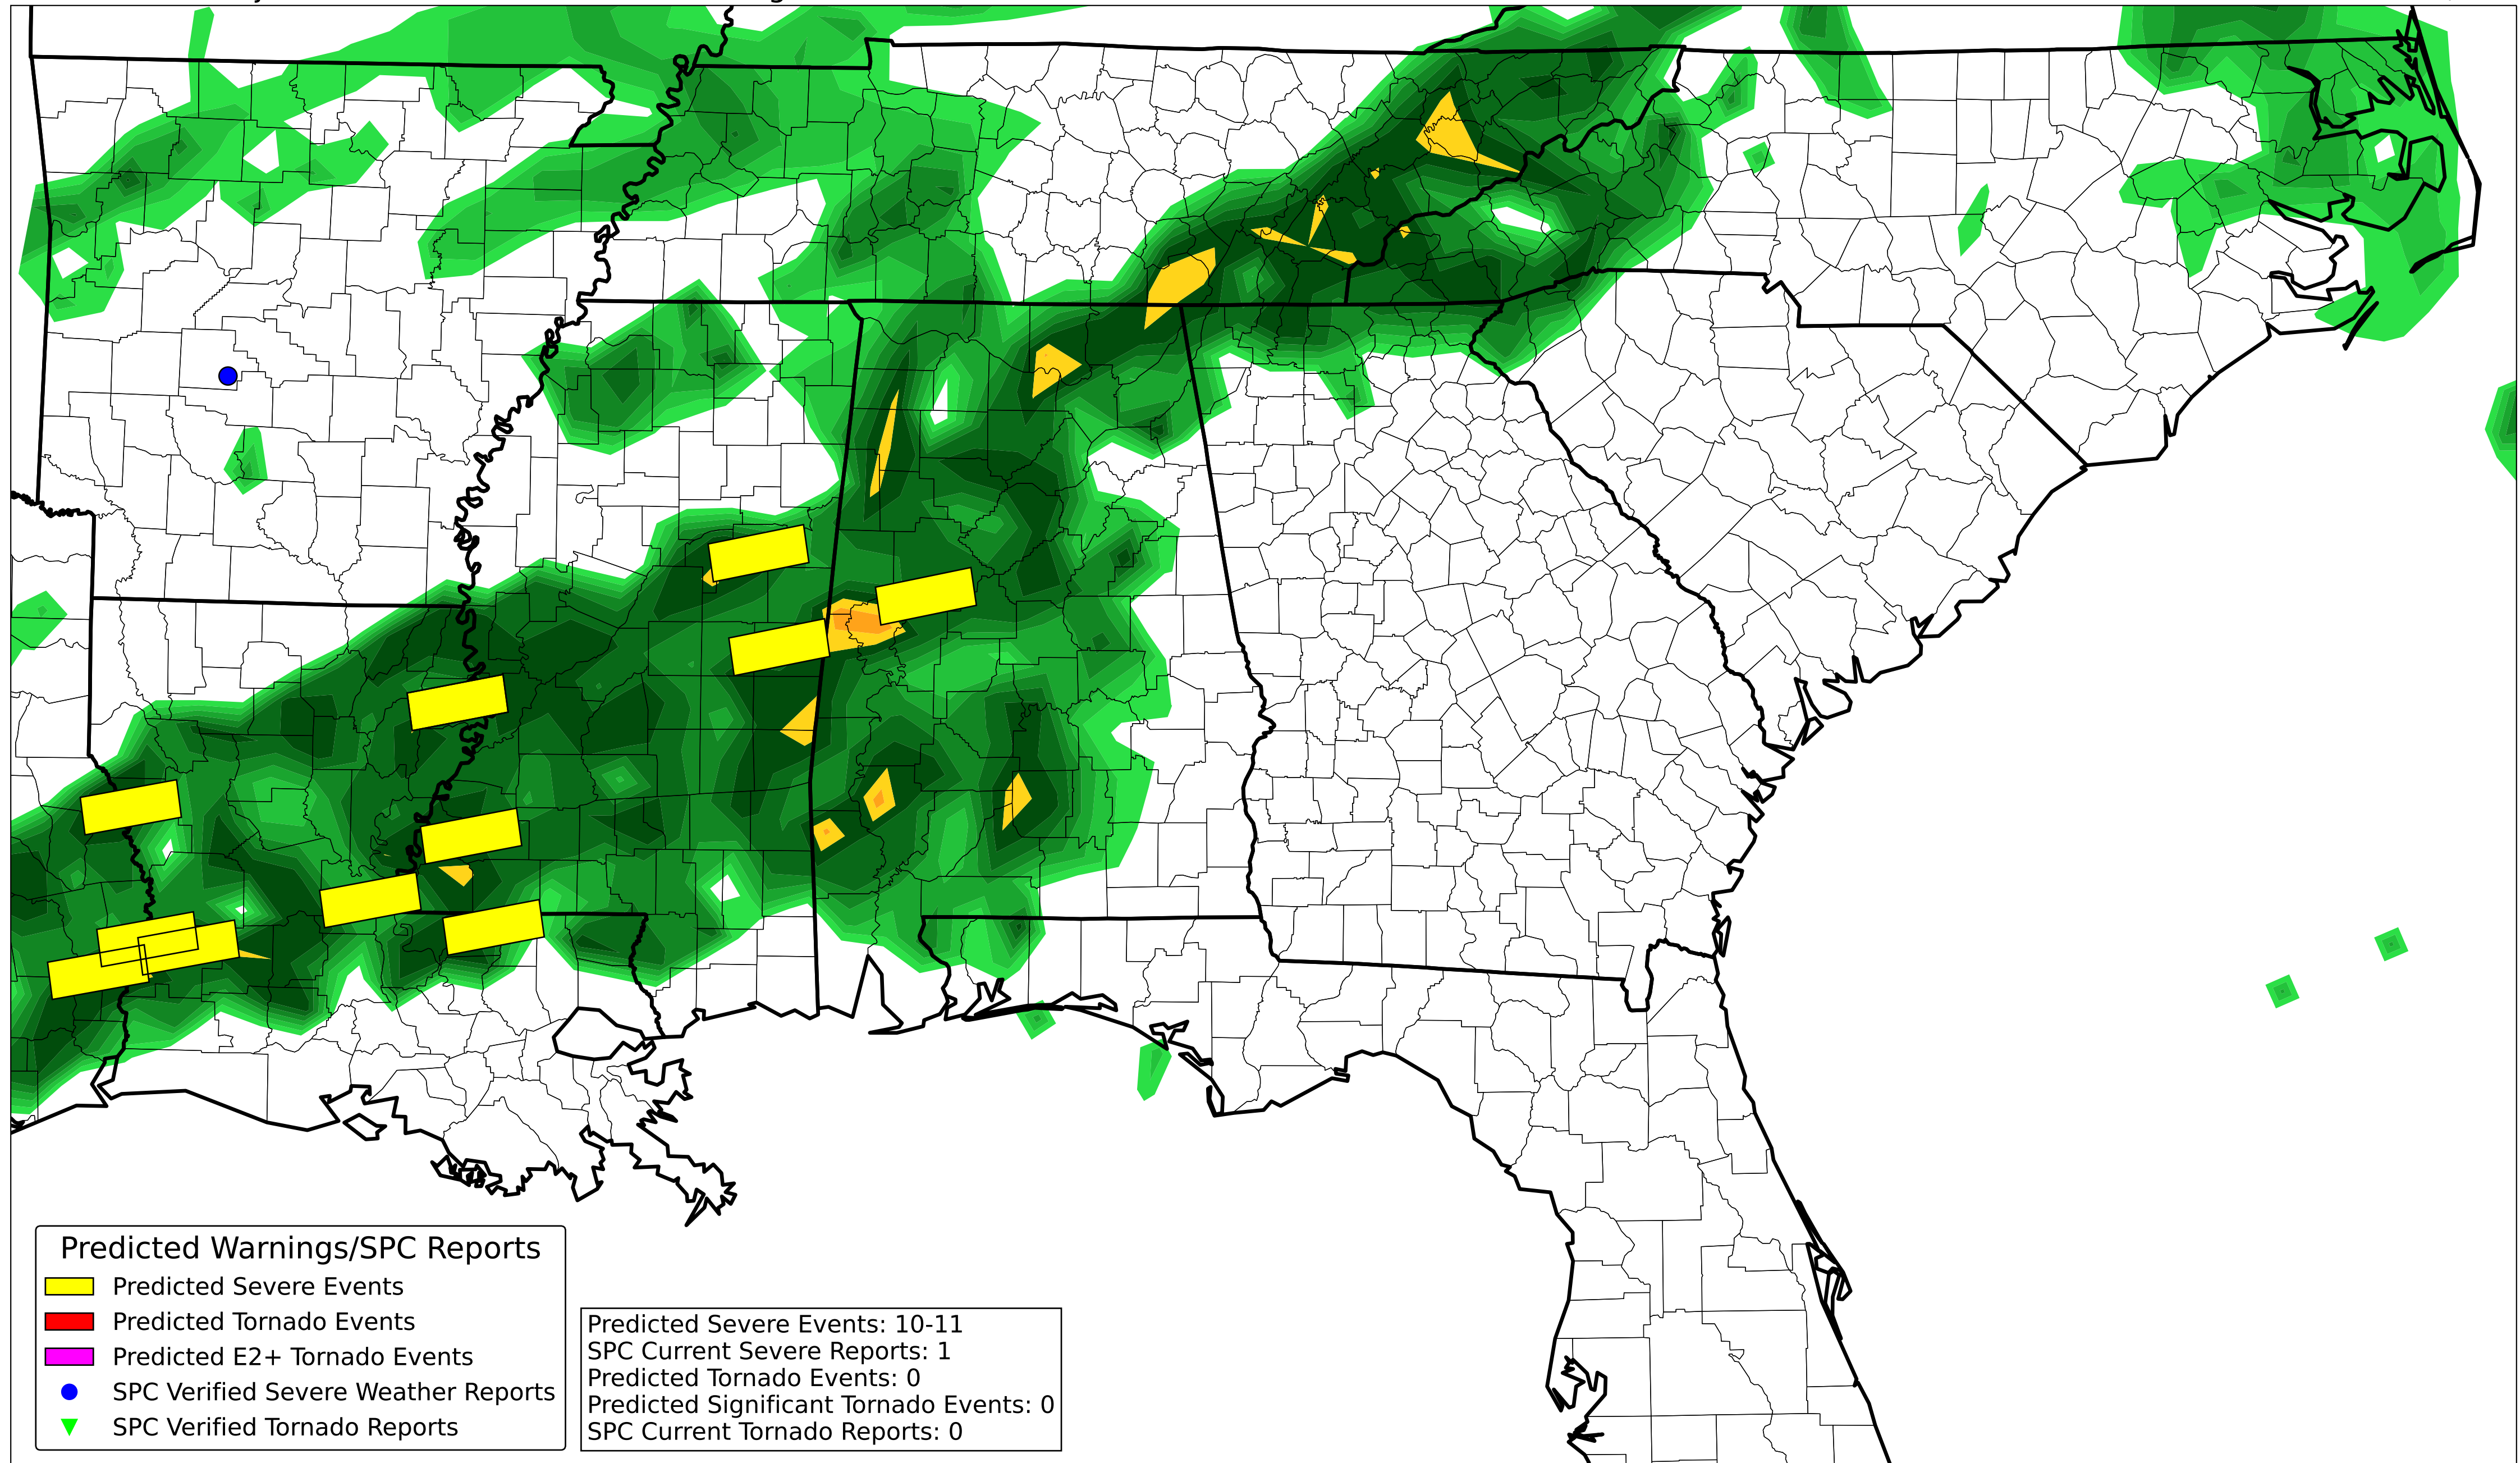 Predicted Warnings/SPC Reports
Predicted Severe Events
Predicted Tornado Events
Predicted E2+ Tornado Events
SPC Verified Severe Weather Reports
SPC Verified Tornado Reports
Predicted Severe Events: 10-11
SPC Current Severe Reports: 1
Predicted Tornado Events: 0
Predicted Significant Tornado Events: 0
SPC Current Tornado Reports: 0